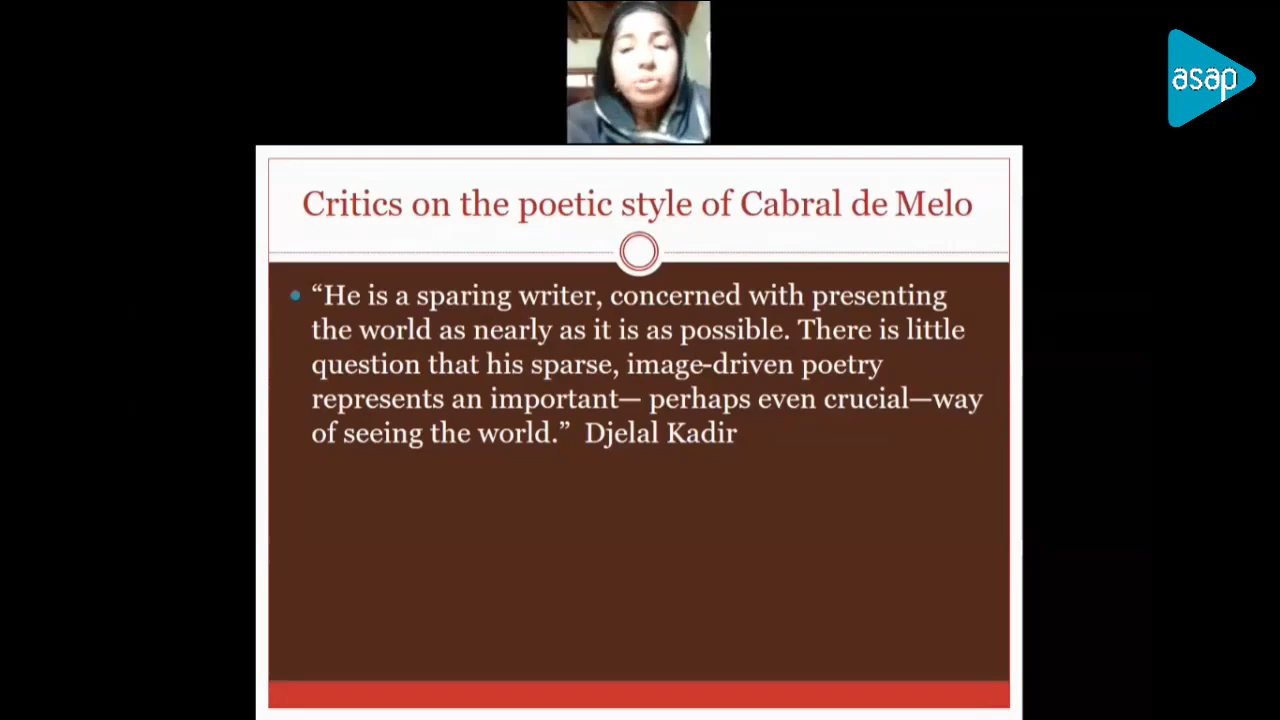 asap
Critics on the poetic style of Cabral de Melo
“He is a sparing writer, concerned with presenting
the world as nearly as it is as possible. There is little
question that his sparse, image-driven poetry
represents an important— perhaps even crucial—way
of seeing the world.”  Djelal Kadir